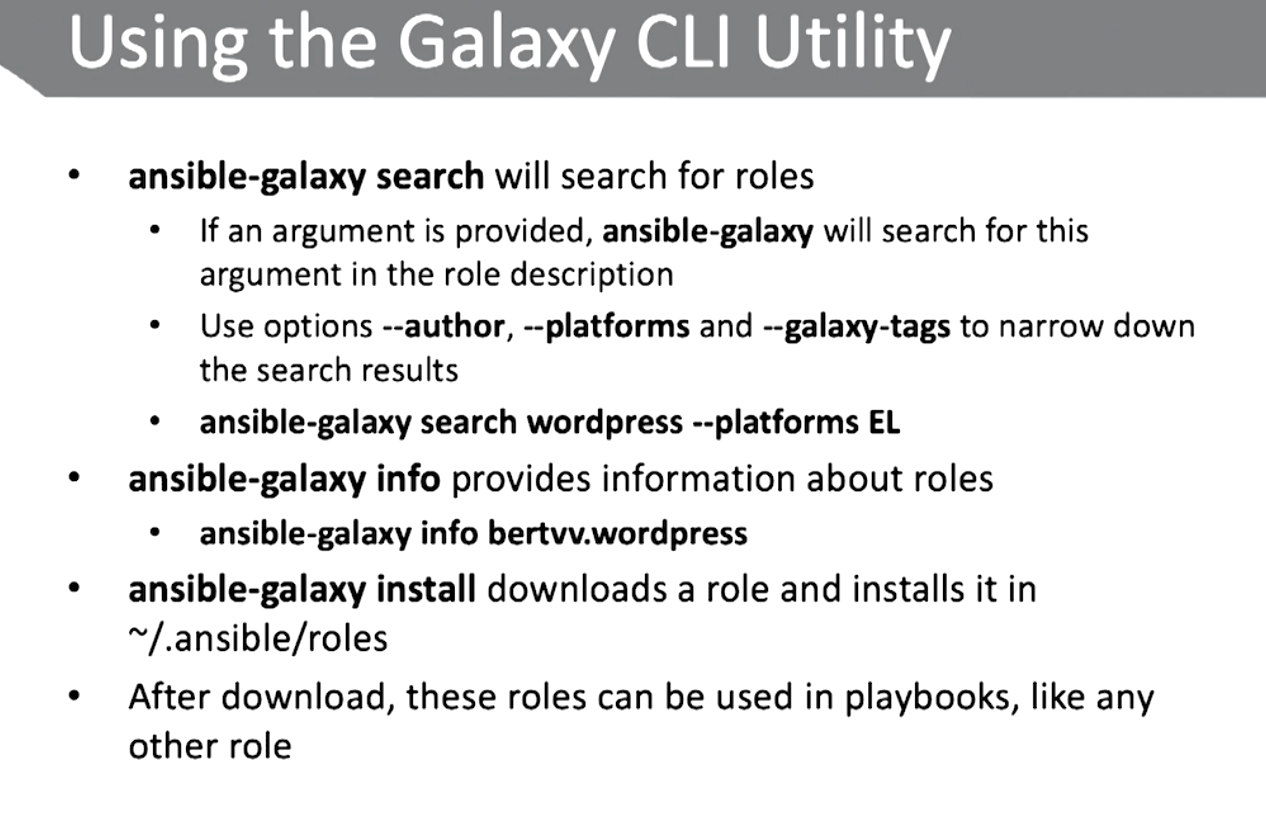 Using the Galaxy CLI Utility
• ansible-galaxy search will search for roles
• If an argument is provided, ansible-galaxy will search for this
argument in the role description
• Use options --author, --platforms and --galaxy-tags to narrow down
the search results
• ansible-galaxy search wordpress --platforms EL
• ansible-galaxy info provides information about roles
• ansible-galaxy info bertvv.wordpress
• ansible-galaxy install downloads a role and installs it in
~/.ansible/roles
• After download, these roles can be used in playbooks, like any
other role